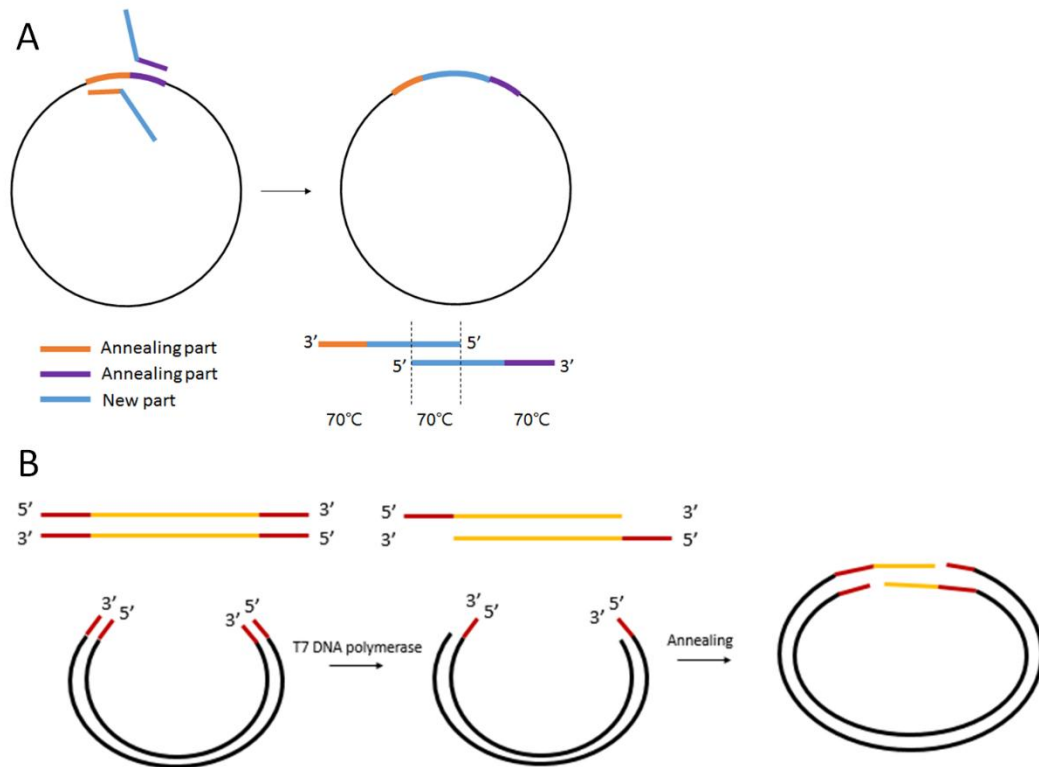 A
Annealing part
Annealing part
New part
3’ 5’
5’ 3’
70℃ 70℃ 70℃
B
5’ 3’ 3’
5’ 3’ 5’
3’ 5’
3’ 5’ 5’ 3’
5’ 3’ 5’ 3’
T7 DNA polymerase
Annealing